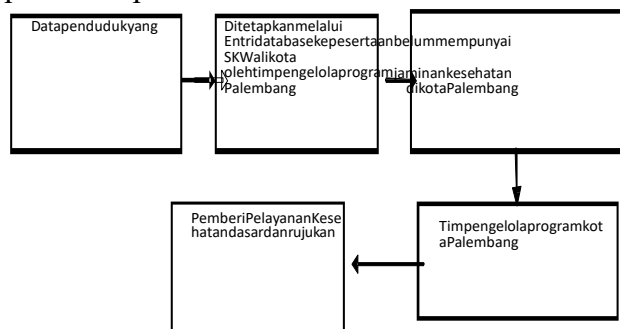 Datapendudukyang
Ditetapkanmelalui
Entridatabasekepesertaanbelummempunyai
SKWalikota
olehtimpengelolaprogramjaminankesehatan
Palembang
dikotaPalembang
Timpengelolaprogramkot
aPalembang
PemberiPelayananKese
hatandasardanrujukan